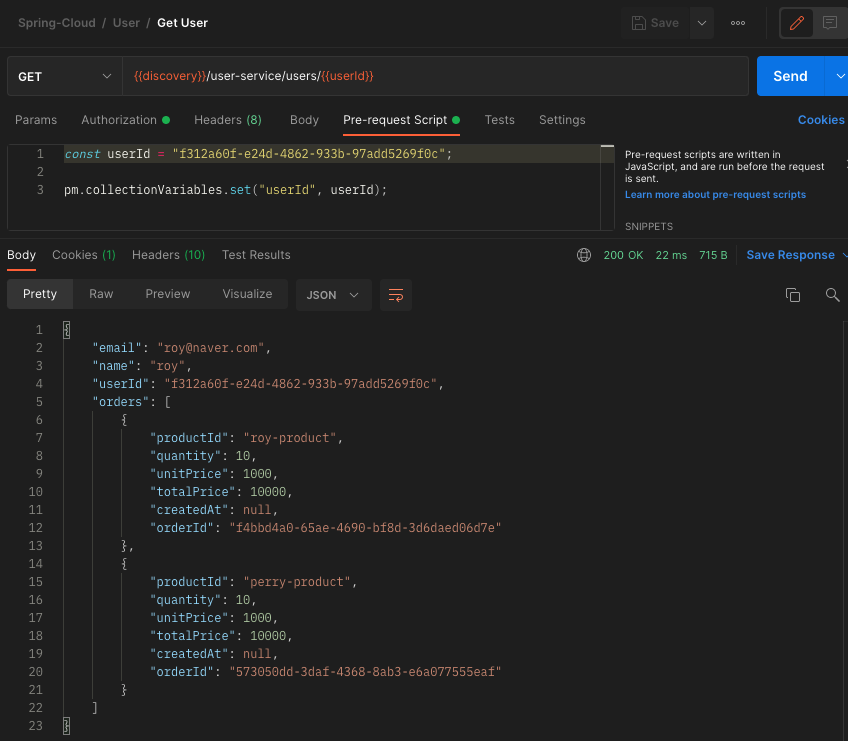 Spring-Cloud / User / Get User
Save
GET
{{discovery}}/user-service/users/{{userId}}
Send
Params Authorization Headers (8) Body Pre-request Script Tests Settings Cookies
1 const userId = "f312a60f-e24d-4862-933b-97add5269f0c";
2
3 pm.collectionVariables.set("userId", userId);
Pre-request scripts are written in
JavaScript, and are run before the request
is sent.
Learn more about pre-request scripts
SNIPPETS
Body Cookies (1) Headers (10) Test Results 200 OK 22 ms 715 B Save Response
Pretty Raw Preview Visualize JSON
1 {
2 "email": "roy@naver.com",
3 "name": "roy",
4 "userId": "f312a60f-e24d-4862-933b-97add5269f0c",
5 "orders": [
6 {
7 "productId": "roy-product",
8 "quantity": 10,
9 "unitPrice": 1000,
10 "totalPrice": 10000,
11 "createdAt": null,
12 "orderId": "f4bbd4a0-65ae-4690-bf8d-3d6daed06d7e"
13 },
14 {
15 "productId": "perry-product",
16 "quantity": 10,
17 "unitPrice": 1000,
18 "totalPrice": 10000,
19 "createdAt": null,
20 "orderId": "573050dd-3daf-4368-8ab3-e6a077555eaf"
21 }
22 ]
23 }